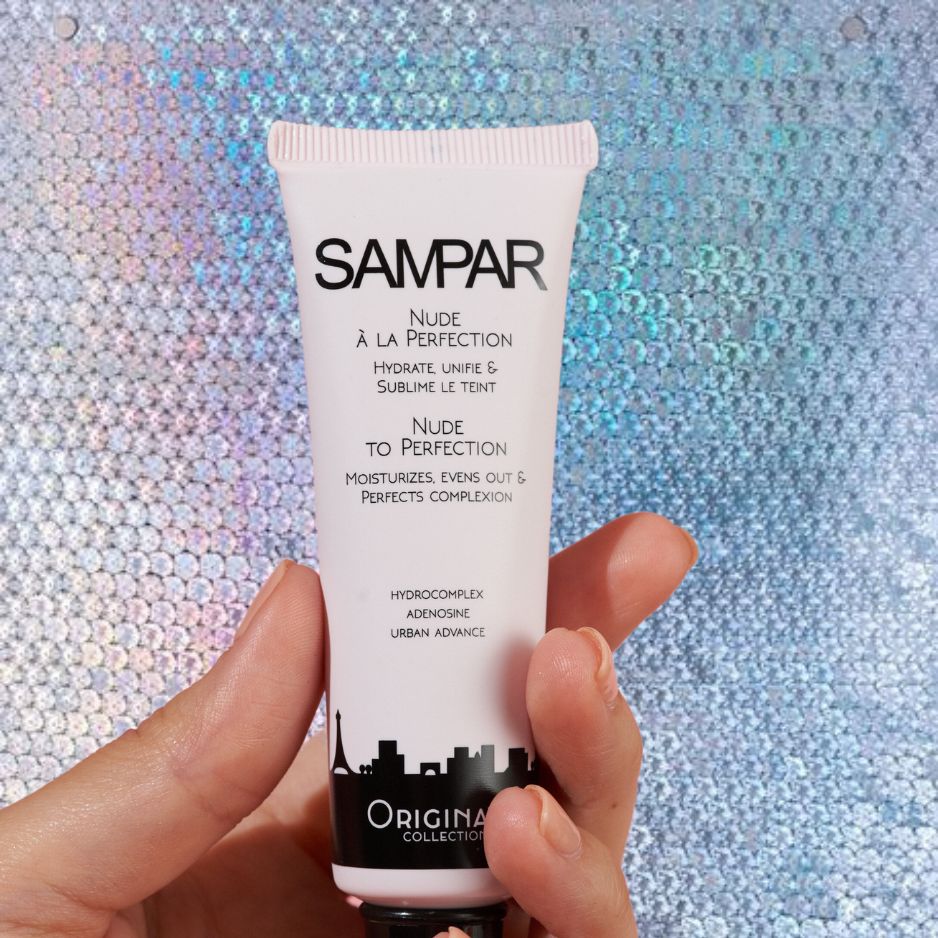 SAMPAR
NUDE
À LA PERFECTION
HYDRATE, UNIFIE &
SUBLIME LE TEINT
NUDE
TO PERFECTION
MOISTURIZES, EVENS OUT &
PERFECTS COMPLEXION
HYDROCOMPLEX
ADENOSINE
URBAN ADVANCE
ORIGINA
COLLECTION